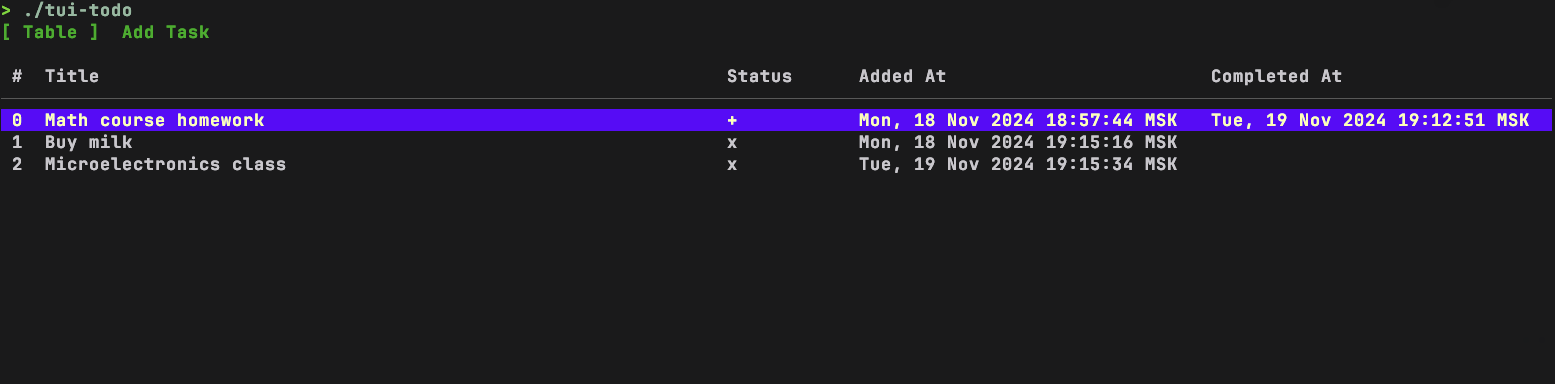 > ./tui-todo
[ Table ]  Add Task
#  Title  Status  Added At  Completed At
0  Math course homework  +  Mon, 18 Nov 2024 18:57:44 MSK  Tue, 19 Nov 2024 19:12:51 MSK
1  Buy milk  x  Mon, 18 Nov 2024 19:15:16 MSK
2  Microelectronics class  x  Tue, 19 Nov 2024 19:15:34 MSK